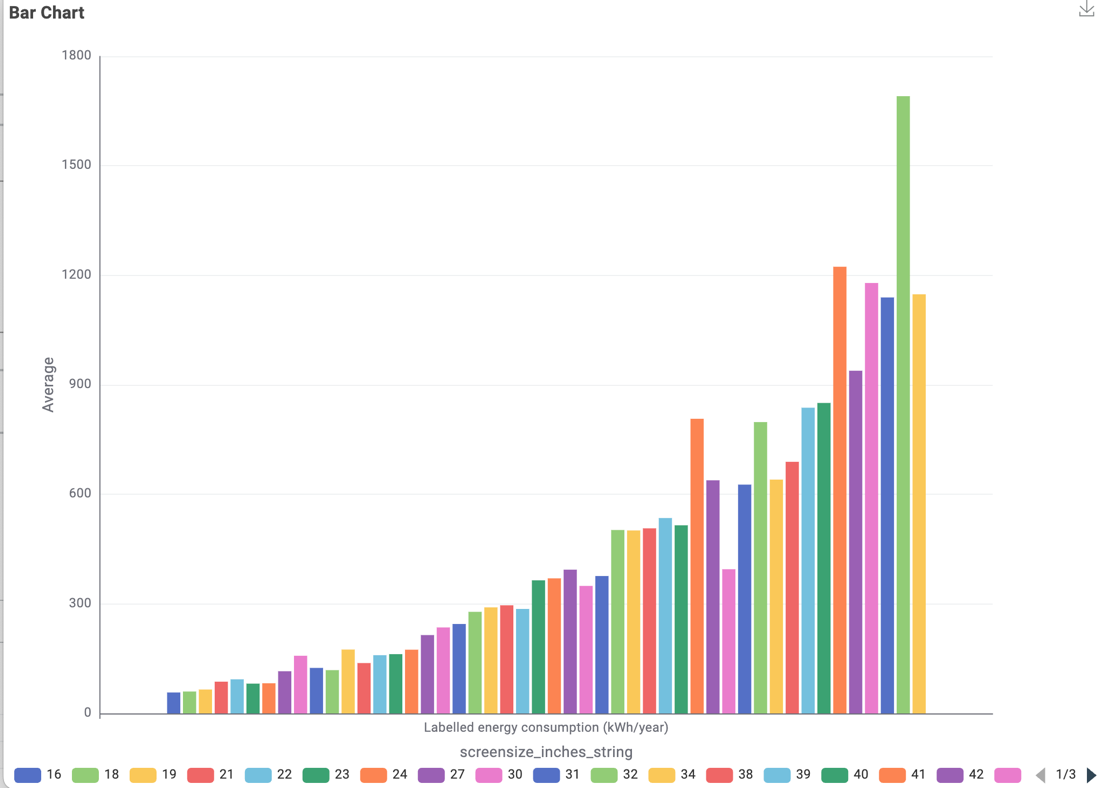 Bar Chart
1800
1500
1200
900
600
300
0
Average
Labelled energy consumption (kWh/year)
screensize_inches_string
16 18 19 21 22 23 24 27 30 31 32 34 38 39 40 41 42 1/3